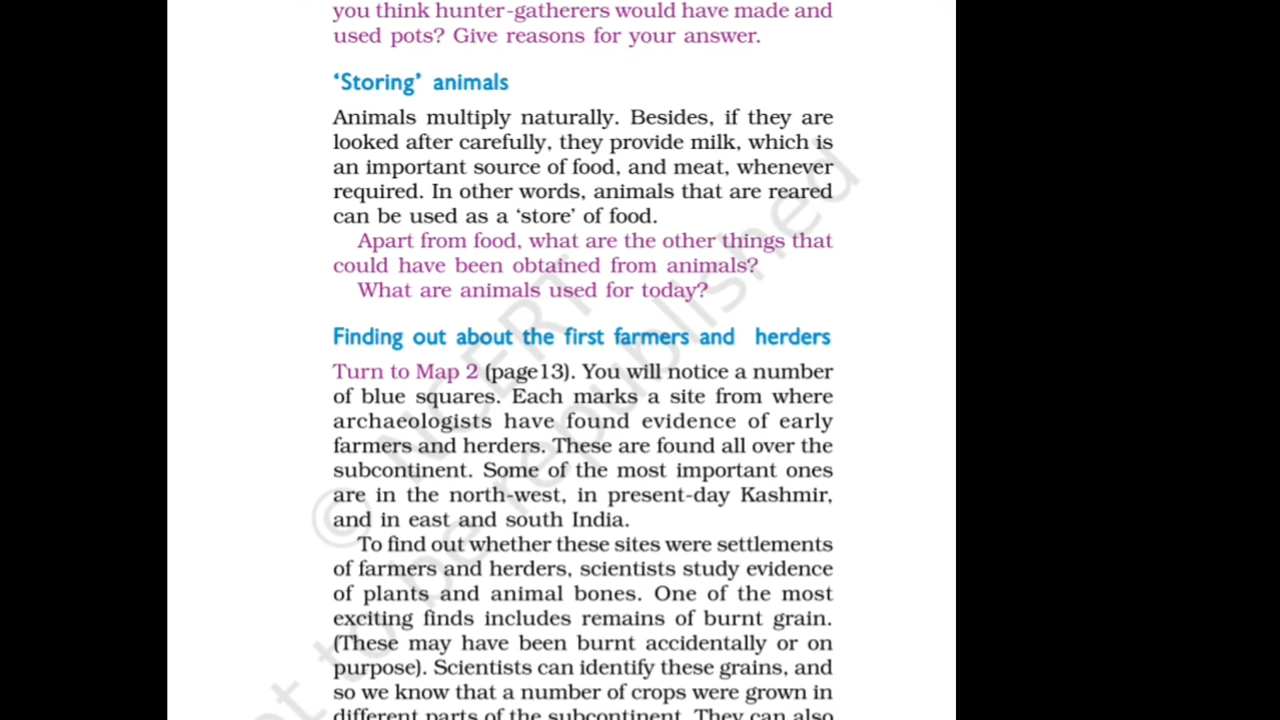 you think hunter-gatherers would have made and
used pots? Give reasons for your answer.
‘Storing’ animals
Animals multiply naturally. Besides, if they are
looked after carefully, they provide milk, which is
an important source of food, and meat, whenever
required. In other words, animals that are reared
can be used as a ‘store’ of food.
Apart from food, what are the other things that
could have been obtained from animals?
What are animals used for today?
Finding out about the first farmers and herders
Turn to Map 2 (page13). You will notice a number
of blue squares. Each marks a site from where
archaeologists have found evidence of early
farmers and herders. These are found all over the
subcontinent. Some of the most important ones
are in the north-west, in present-day Kashmir,
and in east and south India.
To find out whether these sites were settlements
of farmers and herders, scientists study evidence
of plants and animal bones. One of the most
exciting finds includes remains of burnt grain.
(These may have been burnt accidentally or on
purpose). Scientists can identify these grains, and
so we know that a number of crops were grown in
different parts of the subcontinent. They can also
© NCERT
not to be republished